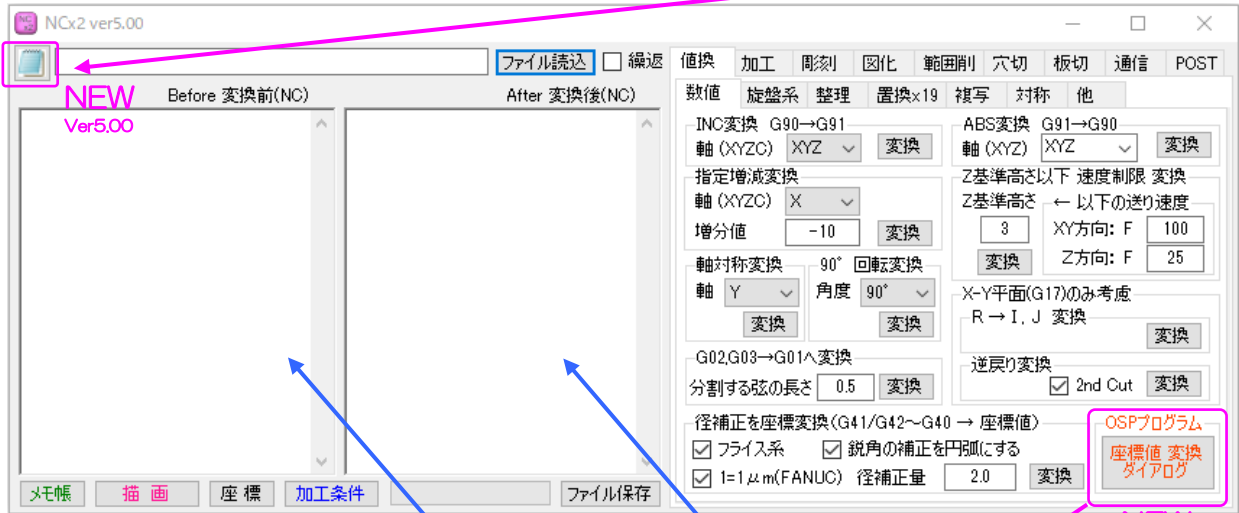 NCx2 ver5.00
ファイル読込 繰返
値換 加工 彫刻 図化 範囲削 穴切 板切 通信 POST
NEW
Ver5.00
Before 変換前(NC)
After 変換後(NC)
メモ帳 描 画 座 標 加工条件 ファイル保存
数値 旋盤系 整理 置換x19 複写 対称 他
INC変換 G90→G91
軸(XYZC) XYZ 変換
ABS変換 G91→G90
軸(XYZ) XYZ 変換
指定増減変換
軸(XYZC) X
増分値 -10 変換
Z基準高さ以下 速度制限 変換
Z基準高さ ← 以下の送り速度
3 XY方向: F 100
変換 Z方向: F 25
軸対称変換
軸 Y
変換
90° 回転変換
角度 90°
変換
X-Y平面(G17)のみ考慮
R → I, J 変換
変換
G02,G03→G01へ変換
分割する弦の長さ 0.5 変換
逆戻り変換
2nd Cut 変換
径補正を座標変換(G41/G42～G40 → 座標値)
フライス系 鋭角の補正を円弧にする
1=1μm(FANUC) 径補正量 2.0 変換
OSPプログラム
座標値 変換
ダイアログ
NEW